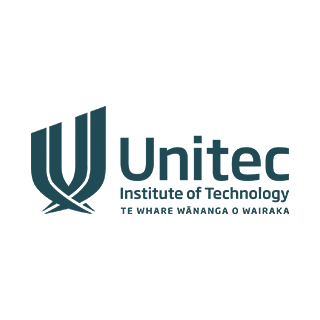 Unitec
Institute of Technology
TE WHARE WĀNANGA O WAIRAKA